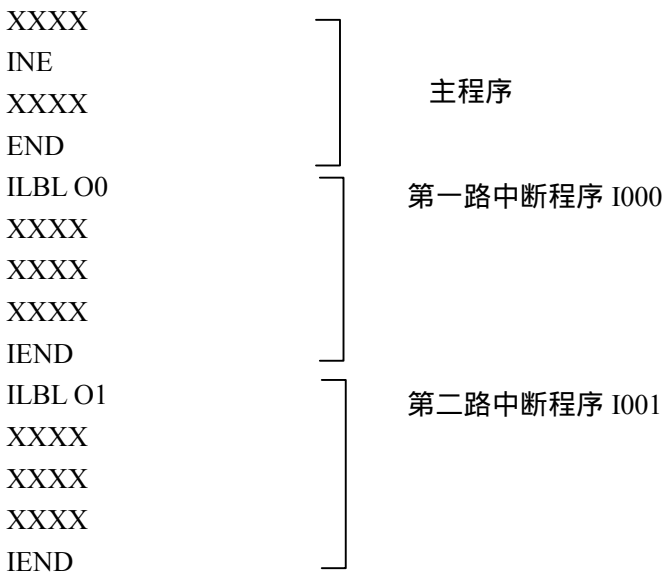 XXXX
INE
XXXX
主程序
END
ILBL O0
第一路中断程序 I000
XXXX
XXXX
XXXX
IEND
ILBL O1
第二路中断程序 I001
XXXX
XXXX
XXXX
IEND